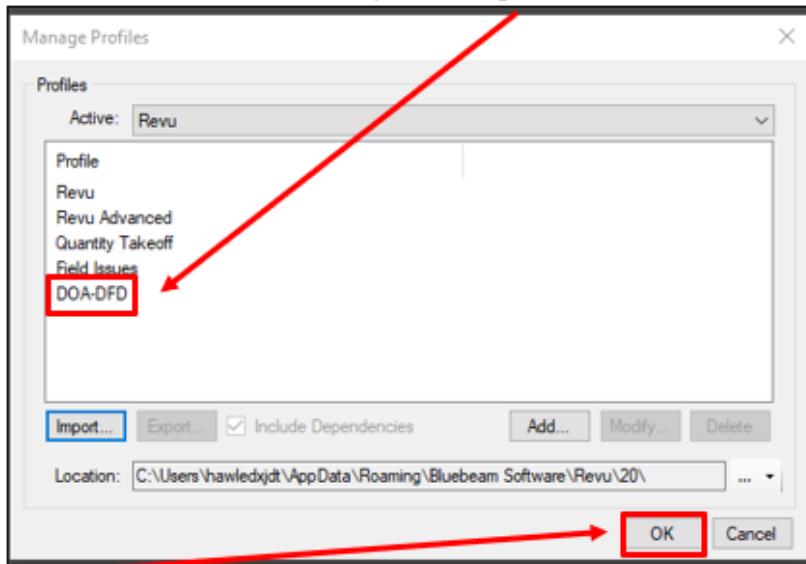 Manage Profiles
Profiles
Active: Revu
Profile
Revu
Revu Advanced
Quantity Takeoff
Field Issues
DOA-DFD
Import... Export... Include Dependencies Add... Modify... Delete
Location: C:\Users\hawledxjdt\AppData\Roaming\Bluebeam Software\Revu\20\ ...
OK Cancel